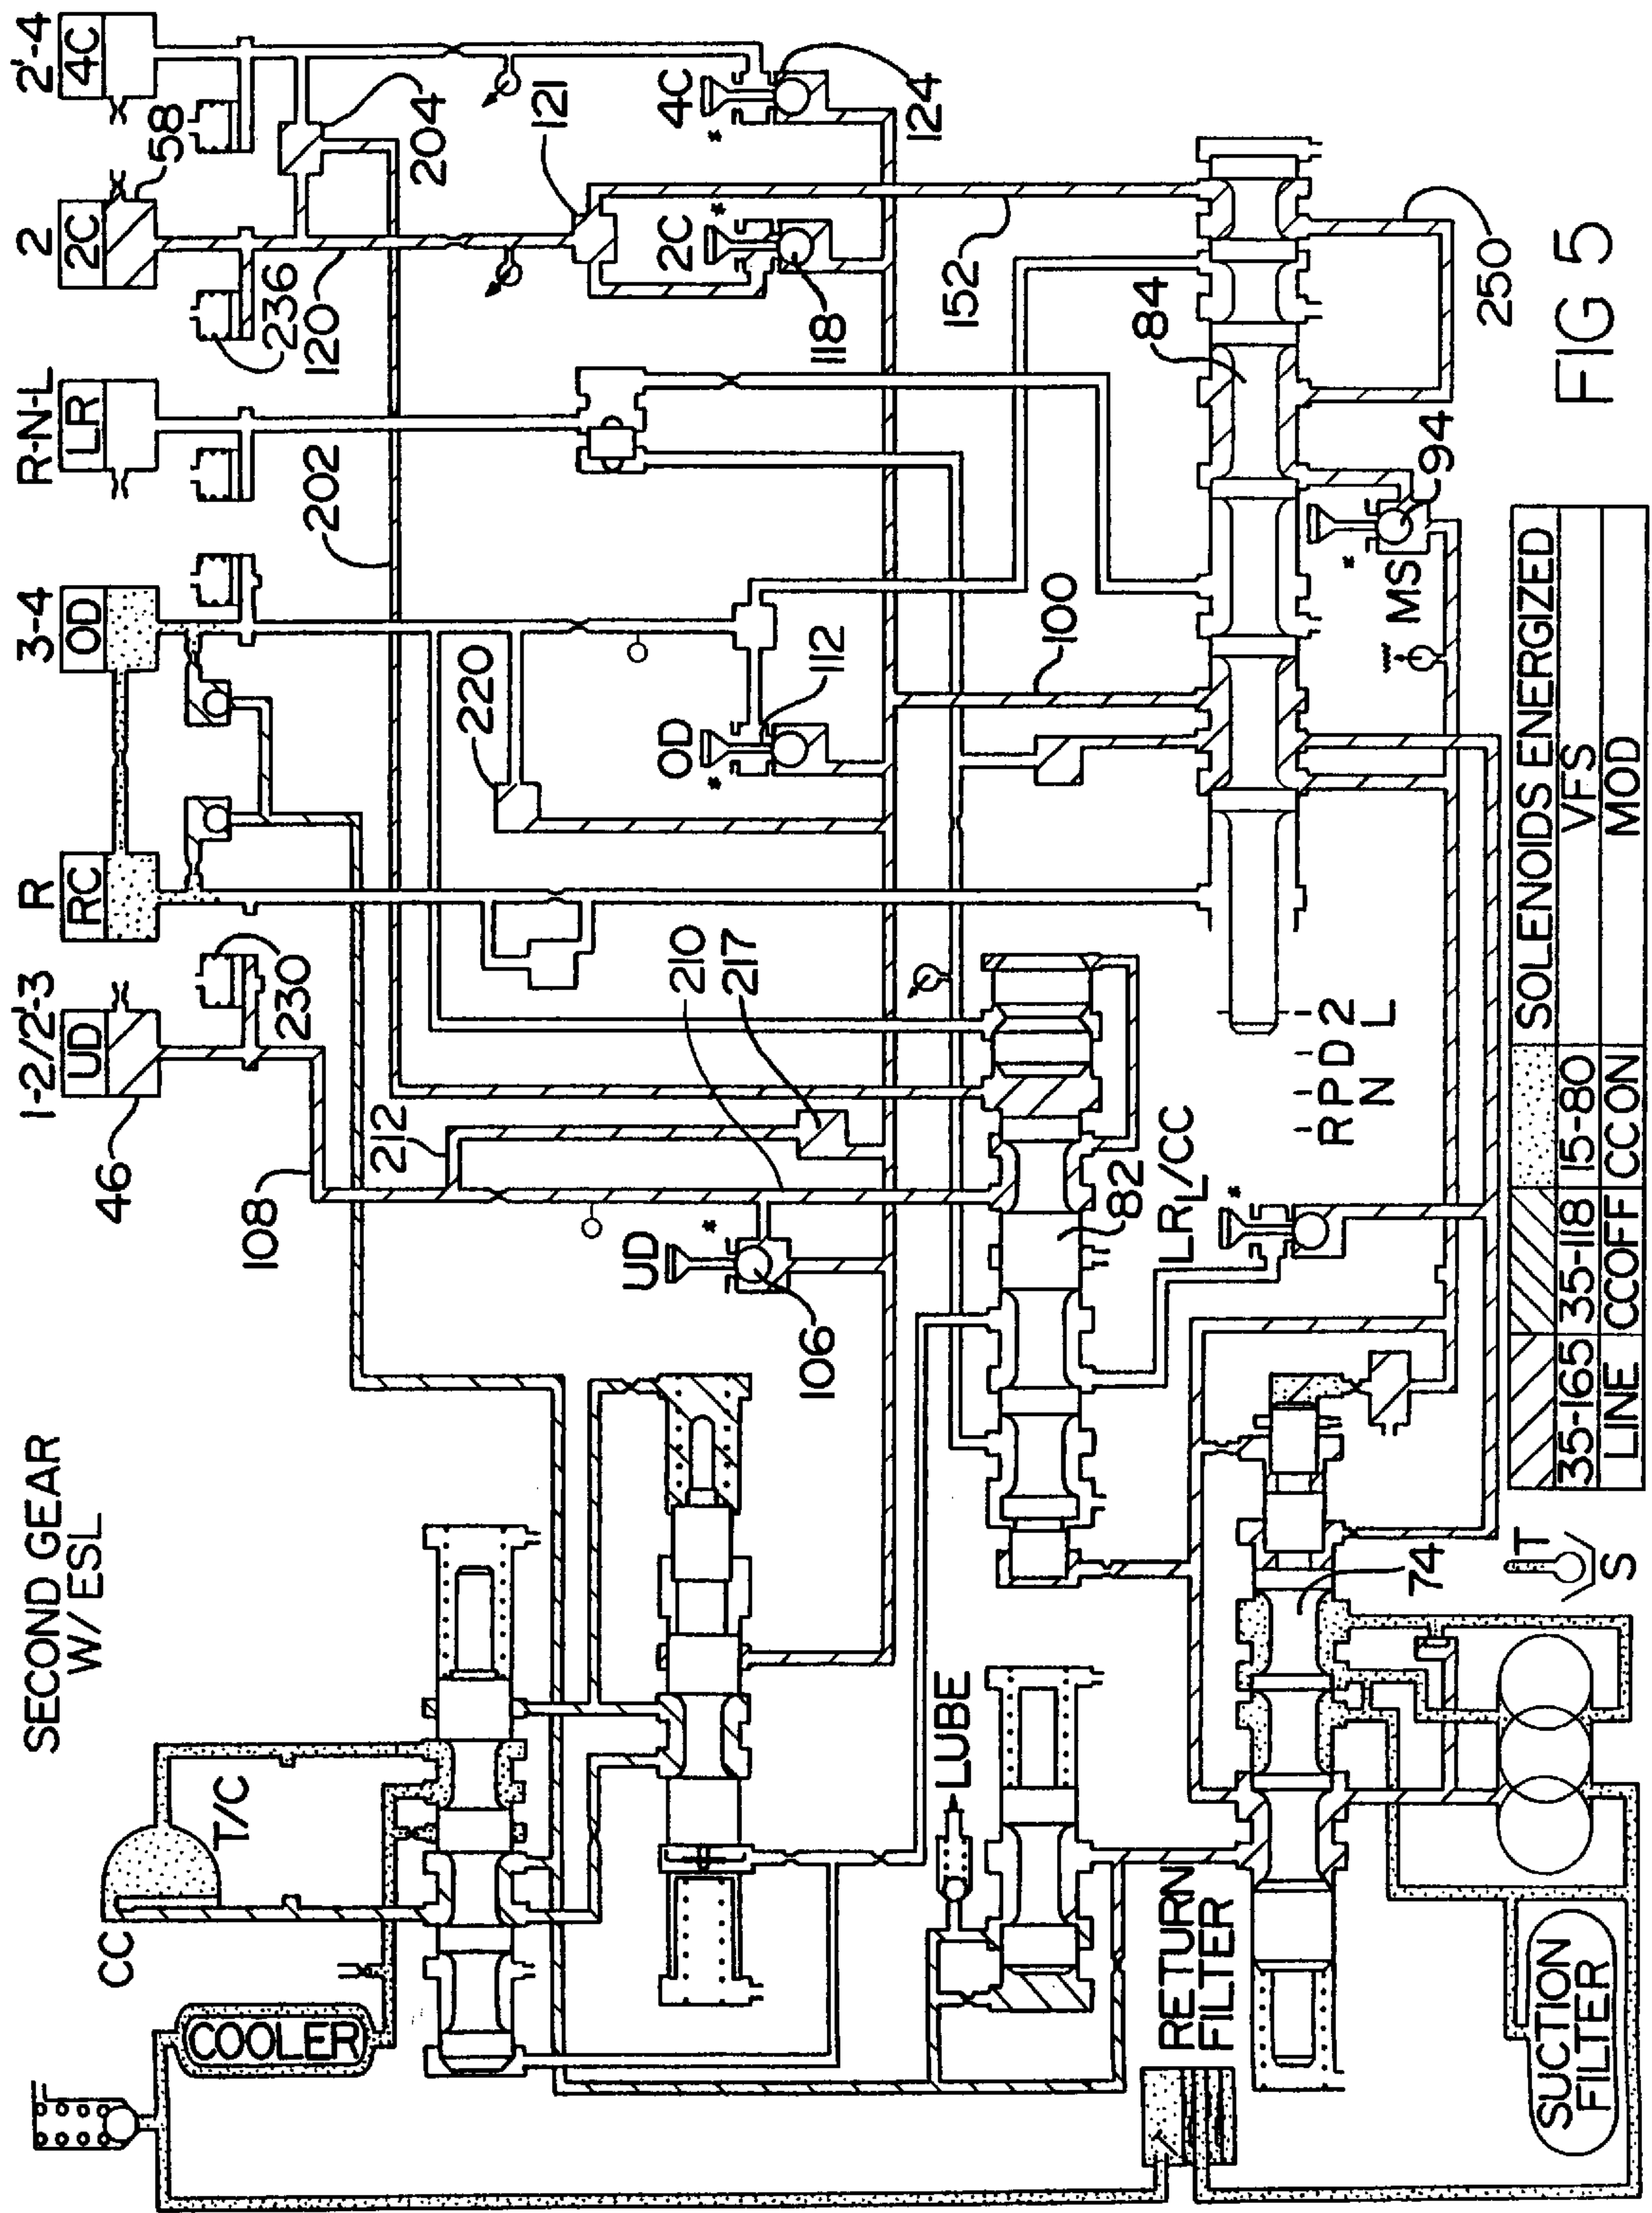 SECOND GEAR
W/ ESL
1-2/2'-3
UD
R
RC
3-4
OD
R-N-L
LR
2
2C
2'-4
4C
46
230
58
236
120
204
202
108
212
220
121
CC
T/C
COOLER
UD
*
106
210
217
OD
*
112
2C
*
118
4C
*
124
100
152
84
LUBE
82
LRL/CC
*
R P D 2
N L
MS
*
94
250
RETURN
FILTER
SUCTION
FILTER
74
T
S
35-165
35-118
15-80
SOLENOIDS ENERGIZED
VFS
LINE
CCOFF
CCON
MOD
FIG 5